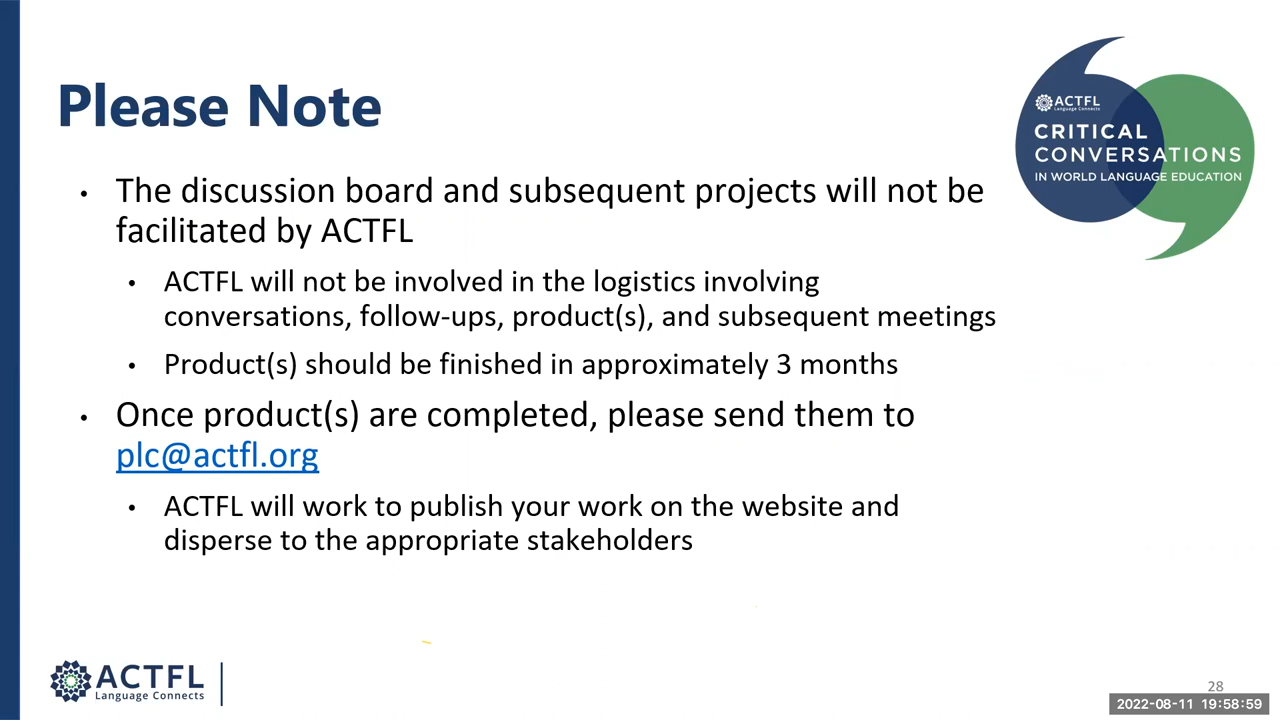 Please Note
ACTFL
Language Connects
CRITICAL
CONVERSATIONS
IN WORLD LANGUAGE EDUCATION
• The discussion board and subsequent projects will not be
facilitated by ACTFL
• ACTFL will not be involved in the logistics involving
conversations, follow-ups, product(s), and subsequent meetings
• Product(s) should be finished in approximately 3 months
• Once product(s) are completed, please send them to
plc@actfl.org
• ACTFL will work to publish your work on the website and
disperse to the appropriate stakeholders
ACTFL
Language Connects
28
2022-08-11 19:58:59